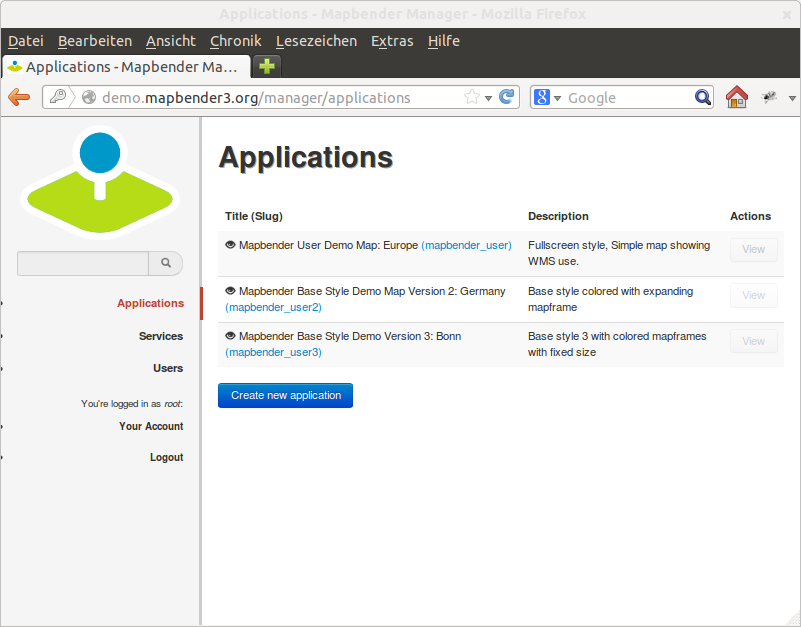 Applications - Mapbender Manager - Mozilla Firefox
Datei Bearbeiten Ansicht Chronik Lesezeichen Extras Hilfe
Applications - Mapbender Ma...
demo.mapbender3.org/manager/applications
Google
Applications
Title (Slug) Description Actions
Mapbender User Demo Map: Europe (mapbender_user) Fullscreen style, Simple map showing View
WMS use.
Mapbender Base Style Demo Map Version 2: Germany Base style colored with expanding View
(mapbender_user2) mapframe
Mapbender Base Style Demo Version 3: Bonn Base style 3 with colored mapframes View
(mapbender_user3) with fixed size
Create new application
Applications
Services
Users
You're logged in as root:
Your Account
Logout